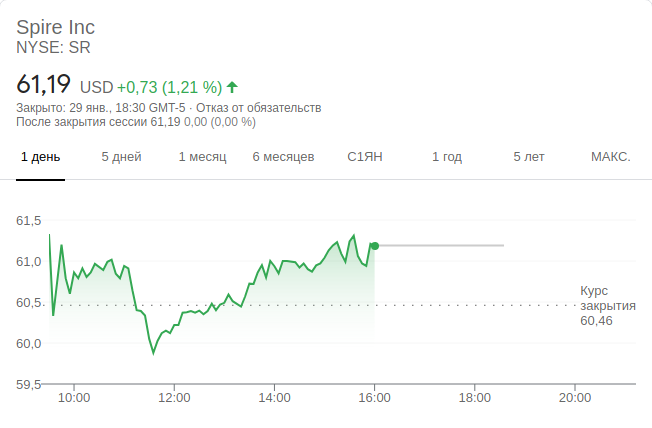 Spire Inc
NYSE: SR
61,19 USD +0,73 (1,21 %)
Закрыто: 29 янв., 18:30 GMT-5 · Отказ от обязательств
После закрытия сессии 61,19 0,00 (0,00 %)
1 день 5 дней 1 месяц 6 месяцев С1ЯН 1 год 5 лет МАКС.
61,5
61,0
60,5
60,0
59,5
Курс
закрытия
60,46
10:00 12:00 14:00 16:00 18:00 20:00